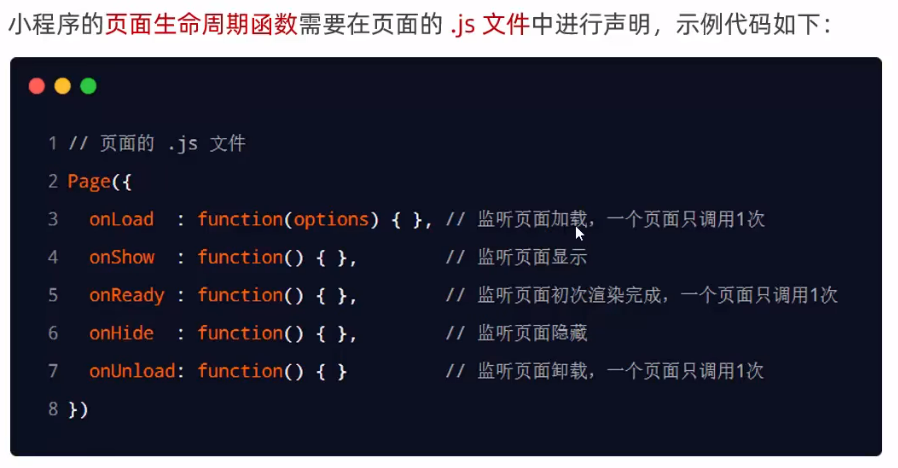 小程序的页面生命周期函数需要在页面的 .js 文件中进行声明，示例代码如下：
1 // 页面的 .js 文件
2 Page({
3   onLoad  : function(options) { }, // 监听页面加载，一个页面只调用1次
4   onShow  : function() { },        // 监听页面显示
5   onReady : function() { },        // 监听页面初次渲染完成，一个页面只调用1次
6   onHide  : function() { },        // 监听页面隐藏
7   onUnload: function() { }         // 监听页面卸载，一个页面只调用1次
8 })